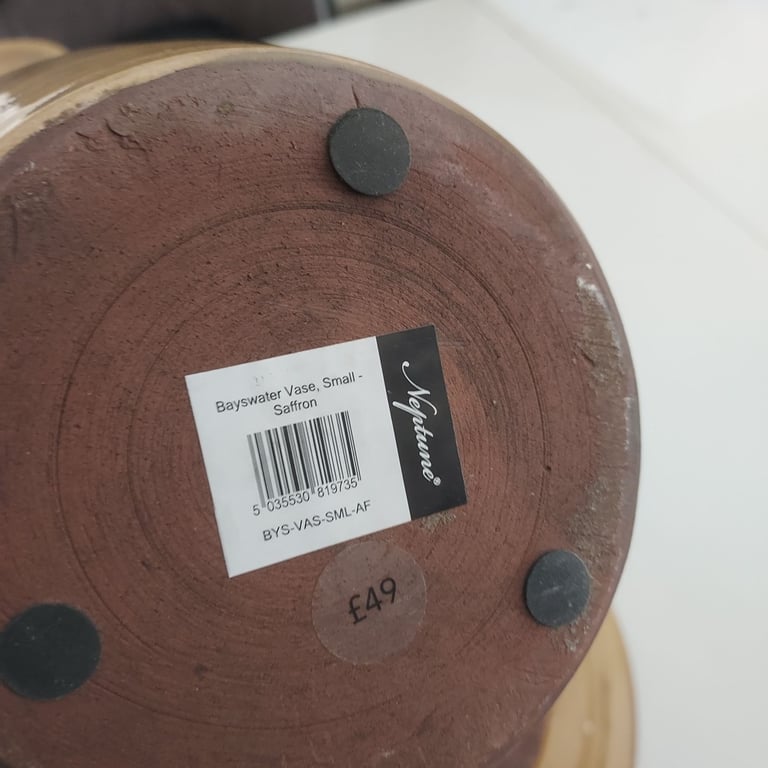 Bayswater Vase, Small -
Saffron
5 035530 819735
BYS-VAS-SML-AF
Neptune®
£49